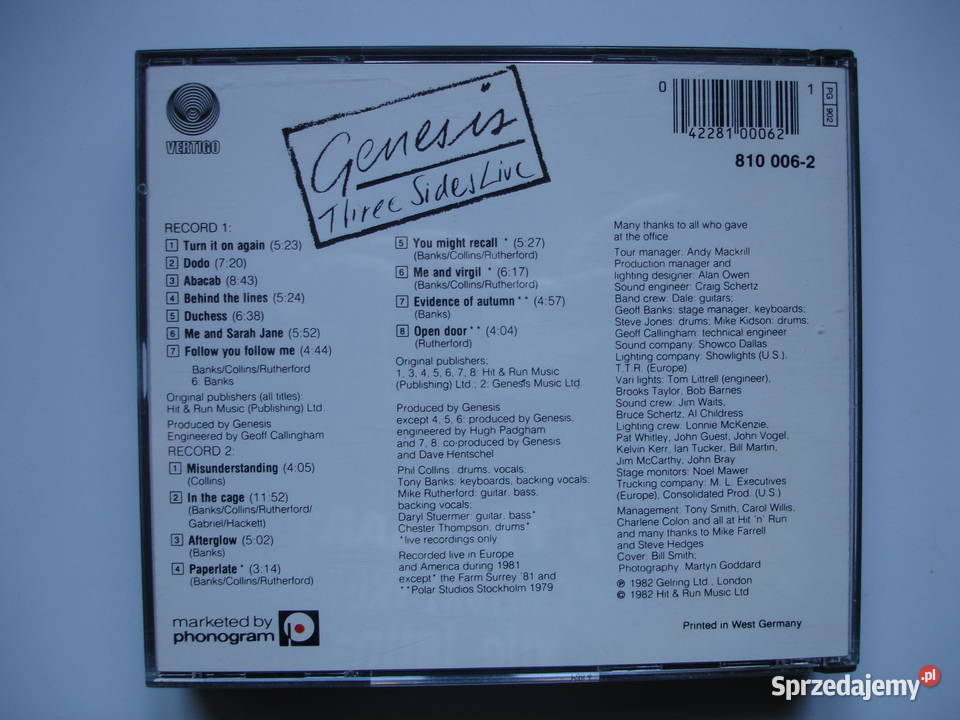 VERTIGO
Genesis
Three Sides Live
0
42281 00062
1
PG 902
810 006-2
RECORD 1:
1 Turn it on again (5:23)
2 Dodo (7:20)
3 Abacab (8:43)
4 Behind the lines (5:24)
5 Duchess (6:38)
6 Me and Sarah Jane (5:52)
7 Follow you follow me (4:44)
Banks/Collins/Rutherford
6: Banks
Original publishers (all titles):
Hit & Run Music (Publishing) Ltd.
Produced by Genesis
Engineered by Geoff Callingham
RECORD 2:
1 Misunderstanding (4:05)
(Collins)
2 In the cage (11:52)
(Banks/Collins/Rutherford/
Gabriel/Hackett)
3 Afterglow (5:02)
(Banks)
4 Paperlate * (3:14)
(Banks/Collins/Rutherford)
marketed by
phonogram
5 You might recall * (5:27)
(Banks/Collins/Rutherford)
6 Me and virgil * (6:17)
(Banks/Collins/Rutherford)
7 Evidence of autumn ** (4:57)
(Banks)
8 Open door ** (4:04)
(Rutherford)
Original publishers;
1, 3, 4, 5, 6, 7, 8: Hit & Run Music
(Publishing) Ltd.; 2: Genesis Music Ltd.
Produced by Genesis
except 4, 5, 6: produced by Genesis,
engineered by Hugh Padgham
and 7, 8: co-produced by Genesis
and Dave Hentschel
Phil Collins: drums, vocals;
Tony Banks: keyboards, backing vocals;
Mike Rutherford: guitar, bass,
backing vocals;
Daryl Stuermer: guitar, bass*
Chester Thompson, drums*
*live recordings only
Recorded live in Europe
and America during 1981
except* the Farm Surrey '81 and
**Polar Studios Stockholm 1979
Many thanks to all who gave
at the office
Tour manager: Andy Mackrill
Production manager and
lighting designer: Alan Owen
Sound engineer: Craig Schertz
Band crew: Dale: guitars;
Geoff Banks: stage manager, keyboards;
Steve Jones: drums; Mike Kidson: drums;
Geoff Callingham: technical engineer
Sound company: Showco Dallas
Lighting company: Showlights (U.S.),
T.T.R. (Europe)
Vari lights: Tom Littrell (engineer),
Brooks Taylor, Bob Barnes
Sound crew: Jim Waits,
Bruce Schertz, Al Childress
Lighting crew: Lonnie McKenzie,
Pat Whitley, John Guest, John Vogel,
Kelvin Kerr, Ian Tucker, Bill Martin,
Jim McCarthy, John Bray
Stage monitors: Noel Mawer
Trucking company: M. L. Executives
(Europe), Consolidated Prod. (U.S.)
Management: Tony Smith, Carol Willis,
Charlene Colon and all at Hit 'n' Run
and many thanks to Mike Farrell
and Steve Hedges
Cover: Bill Smith;
Photography: Martyn Goddard
℗ 1982 Gelring Ltd., London
© 1982 Hit & Run Music Ltd
Printed in West Germany
Sprzedajemy.pl